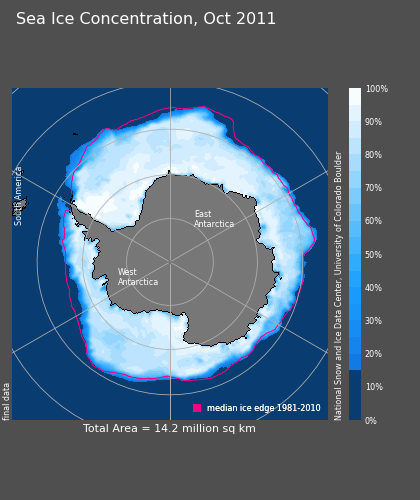 Sea Ice Concentration, Oct 2011
South America
East
Antarctica
West
Antarctica
median ice edge 1981-2010
final data
Total Area = 14.2 million sq km
National Snow and Ice Data Center, University of Colorado Boulder
100%
90%
80%
70%
60%
50%
40%
30%
20%
10%
0%